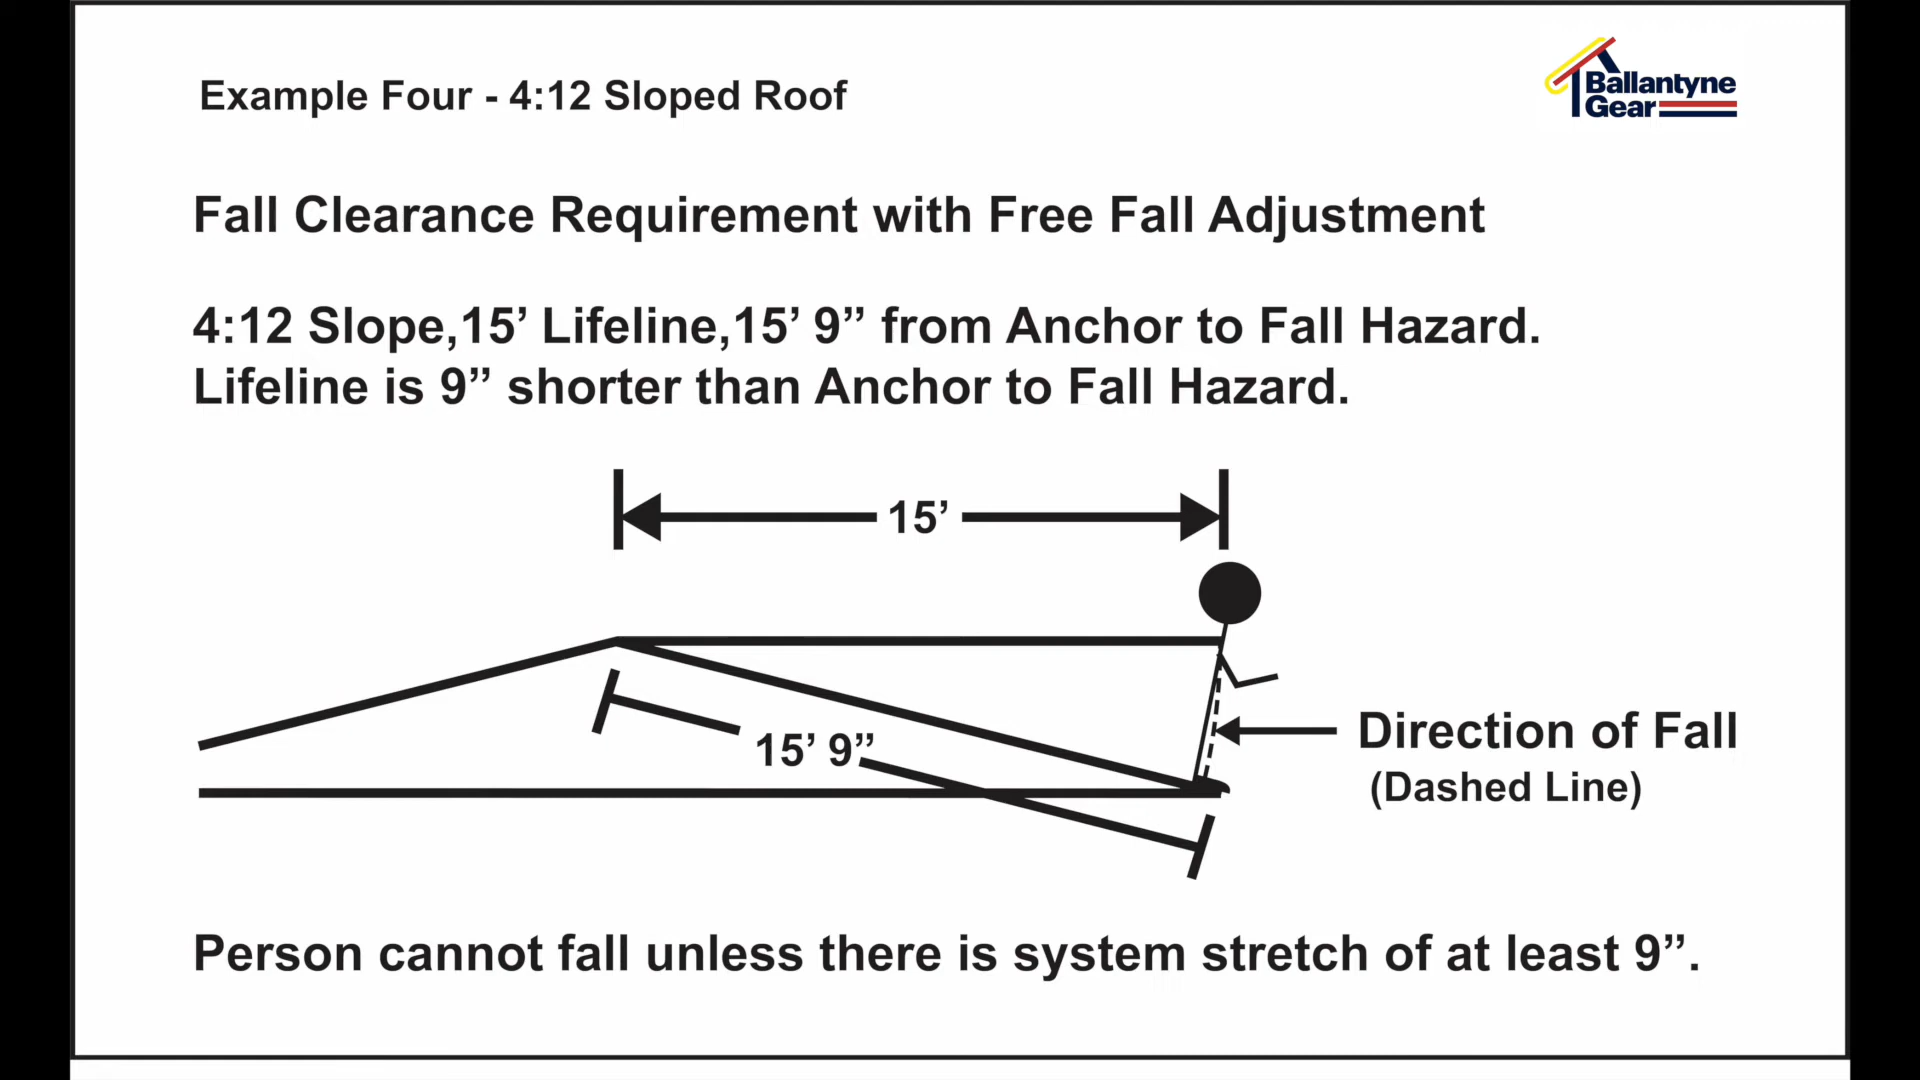 Example Four - 4:12 Sloped Roof
Ballantyne
Gear
Fall Clearance Requirement with Free Fall Adjustment
4:12 Slope,15’ Lifeline,15’ 9” from Anchor to Fall Hazard.
Lifeline is 9” shorter than Anchor to Fall Hazard.
15’
15’ 9”
Direction of Fall
(Dashed Line)
Person cannot fall unless there is system stretch of at least 9”.